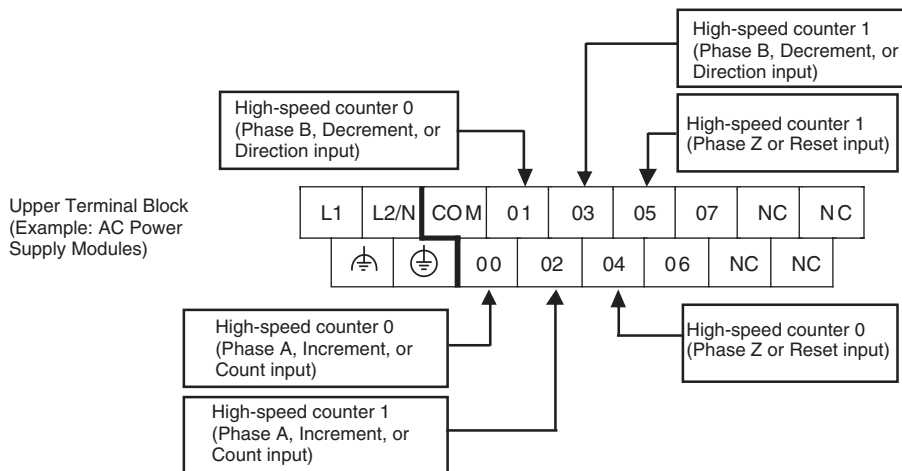 High-speed counter 1
(Phase B, Decrement, or
Direction input)
High-speed counter 0
(Phase B, Decrement, or
Direction input)
High-speed counter 1
(Phase Z or Reset input)
Upper Terminal Block
(Example: AC Power
Supply Modules)
L1 L2/N COM 01 03 05 07 NC NC
00 02 04 06 NC NC
High-speed counter 0
(Phase A, Increment, or
Count input)
High-speed counter 0
(Phase Z or Reset input)
High-speed counter 1
(Phase A, Increment, or
Count input)